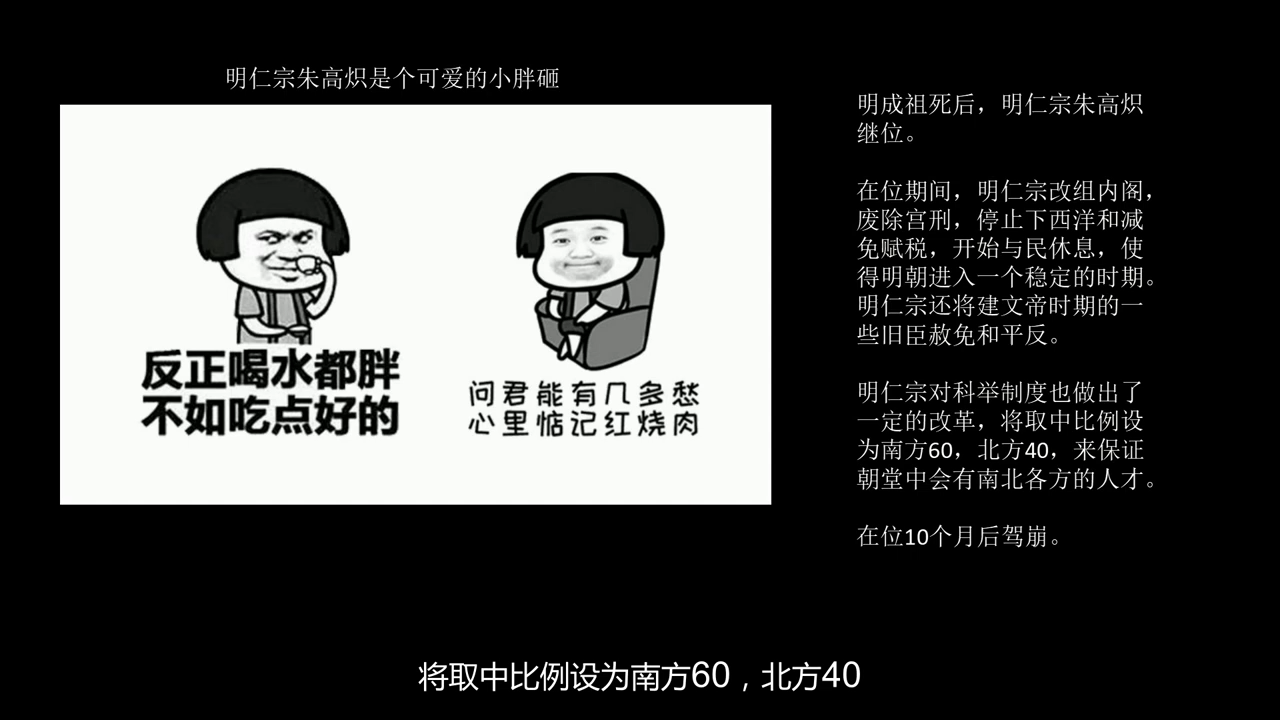 明仁宗朱高炽是个可爱的小胖砸
反正喝水都胖
不如吃点好的
问君能有几多愁
心里惦记红烧肉
明成祖死后，明仁宗朱高炽
继位。
在位期间，明仁宗改组内阁，
废除宫刑，停止下西洋和减
免赋税，开始与民休息，使
得明朝进入一个稳定的时期。
明仁宗还将建文帝时期的一
些旧臣赦免和平反。
明仁宗对科举制度也做出了
一定的改革，将取中比例设
为南方60，北方40，来保证
朝堂中会有南北各方的人才。
在位10个月后驾崩。
将取中比例设为南方60，北方40